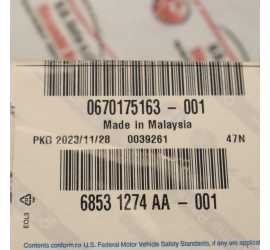 0670175163 - 001
Made in Malaysia
PKG 2023/11/28 0039261 47N
6853 1274 AA - 001
EOL3
Contents conform to U.S. Federal Motor Vehicle Safety Standards, if any